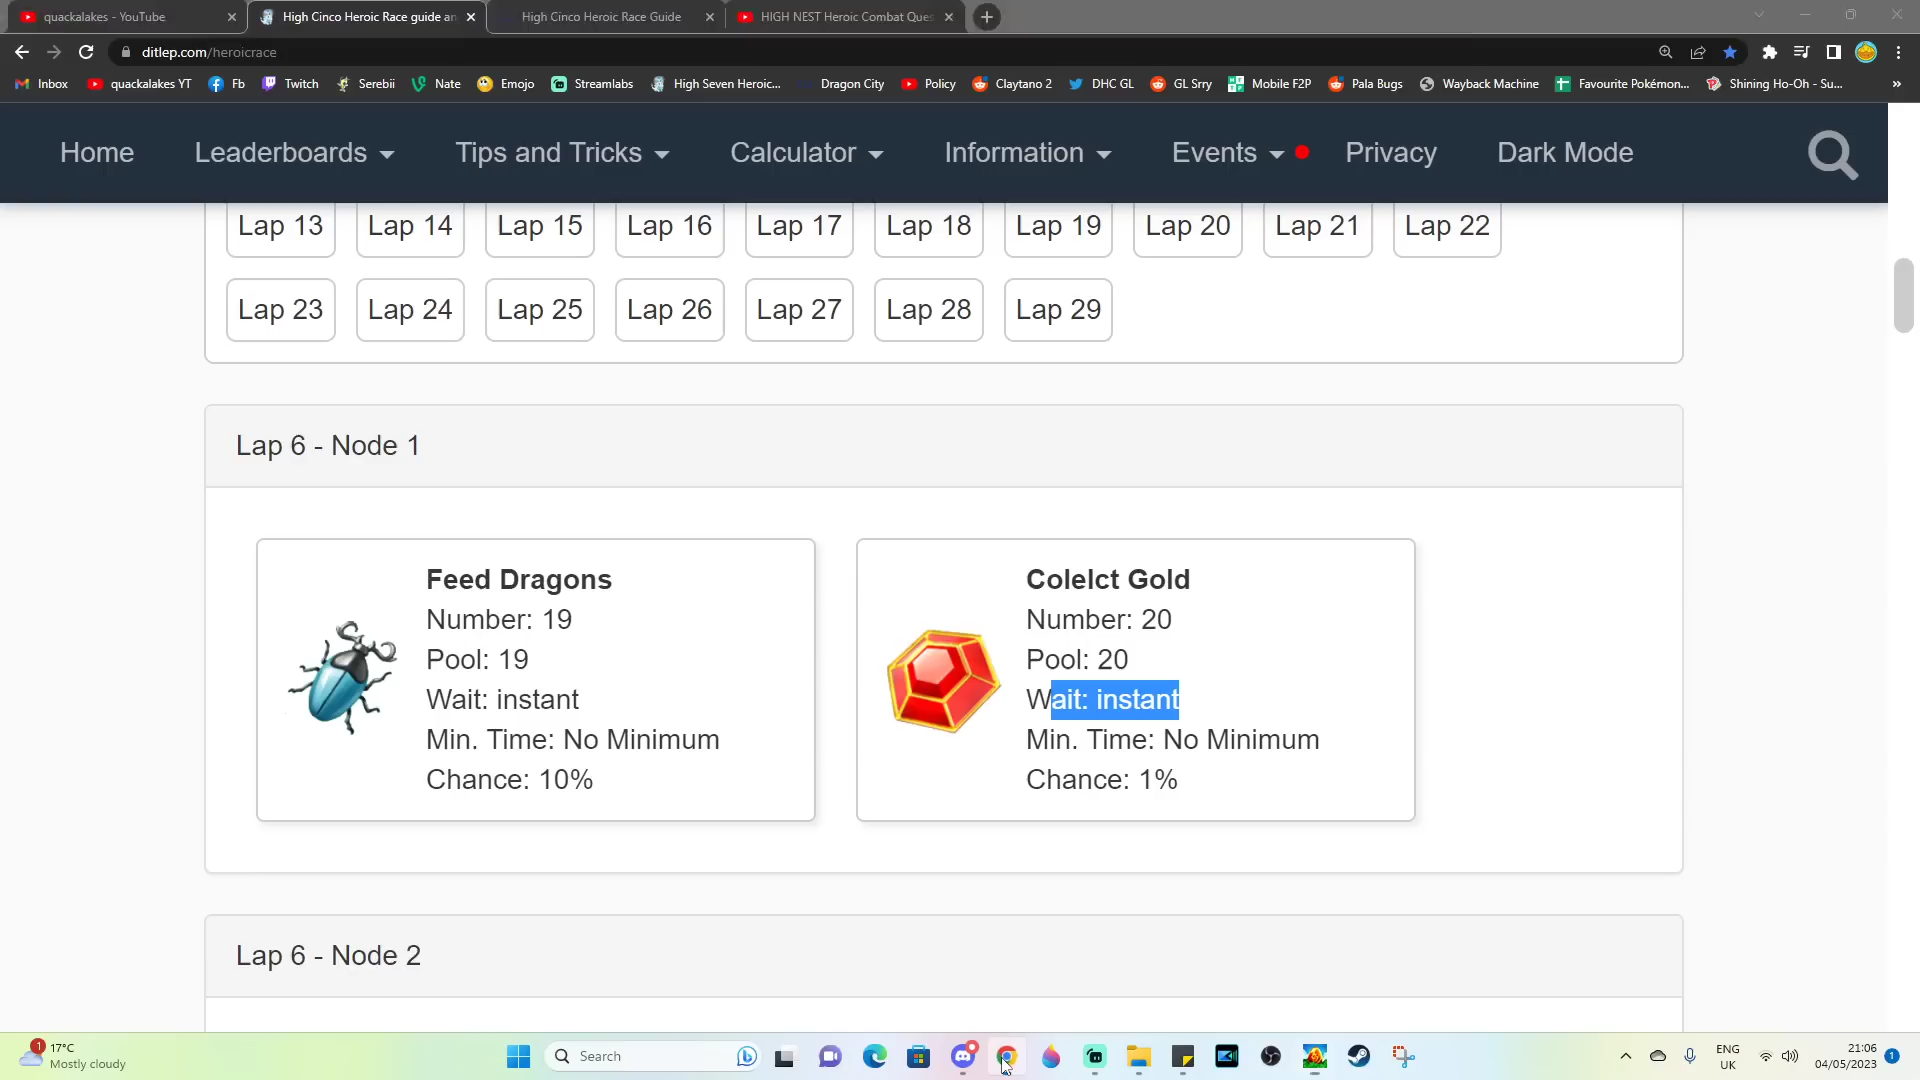 quackalakes - YouTube
High Cinco Heroic Race guide an
High Cinco Heroic Race Guide
HIGH NEST Heroic Combat Ques
ditlep.com/heroicrace
Inbox
quackalakes YT
Fb
Twitch
Serebii
Nate
Emojo
Streamlabs
High Seven Heroic...
Dragon City
Policy
Claytano 2
DHC GL
GL Srry
Mobile F2P
Pala Bugs
Wayback Machine
Favourite Pokémon...
Shining Ho-Oh - Su...
»
Home
Leaderboards
Tips and Tricks
Calculator
Information
Events
Privacy
Dark Mode
Lap 13
Lap 14
Lap 15
Lap 16
Lap 17
Lap 18
Lap 19
Lap 20
Lap 21
Lap 22
Lap 23
Lap 24
Lap 25
Lap 26
Lap 27
Lap 28
Lap 29
Lap 6 - Node 1
Feed Dragons
Number: 19
Pool: 19
Wait: instant
Min. Time: No Minimum
Chance: 10%
Colelct Gold
Number: 20
Pool: 20
Wait: instant
Min. Time: No Minimum
Chance: 1%
Lap 6 - Node 2
1
17°C
Mostly cloudy
Search
ENG
UK
21:06
04/05/2023
1